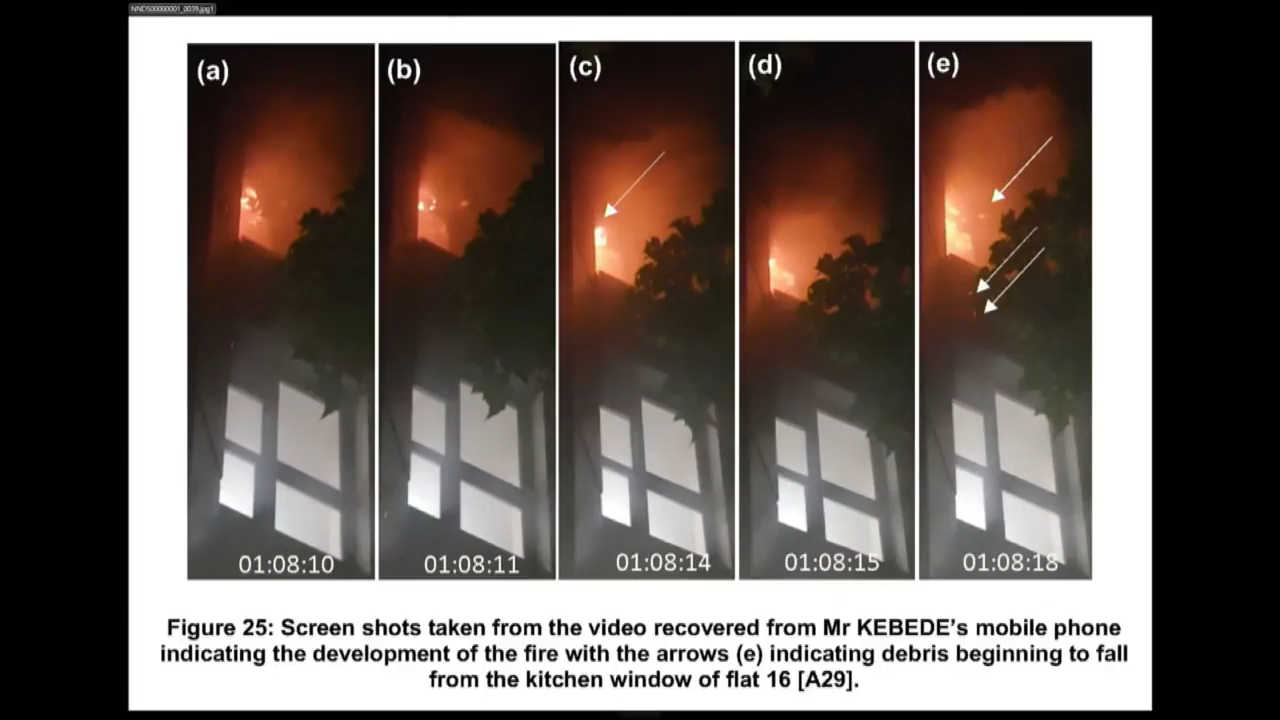 NNDS00000001_0039.jpg1
(a)
(b)
(c)
(d)
(e)
01:08:10
01:08:11
01:08:14
01:08:15
01:08:18
Figure 25: Screen shots taken from the video recovered from Mr KEBEDE's mobile phone
indicating the development of the fire with the arrows (e) indicating debris beginning to fall
from the kitchen window of flat 16 [A29].